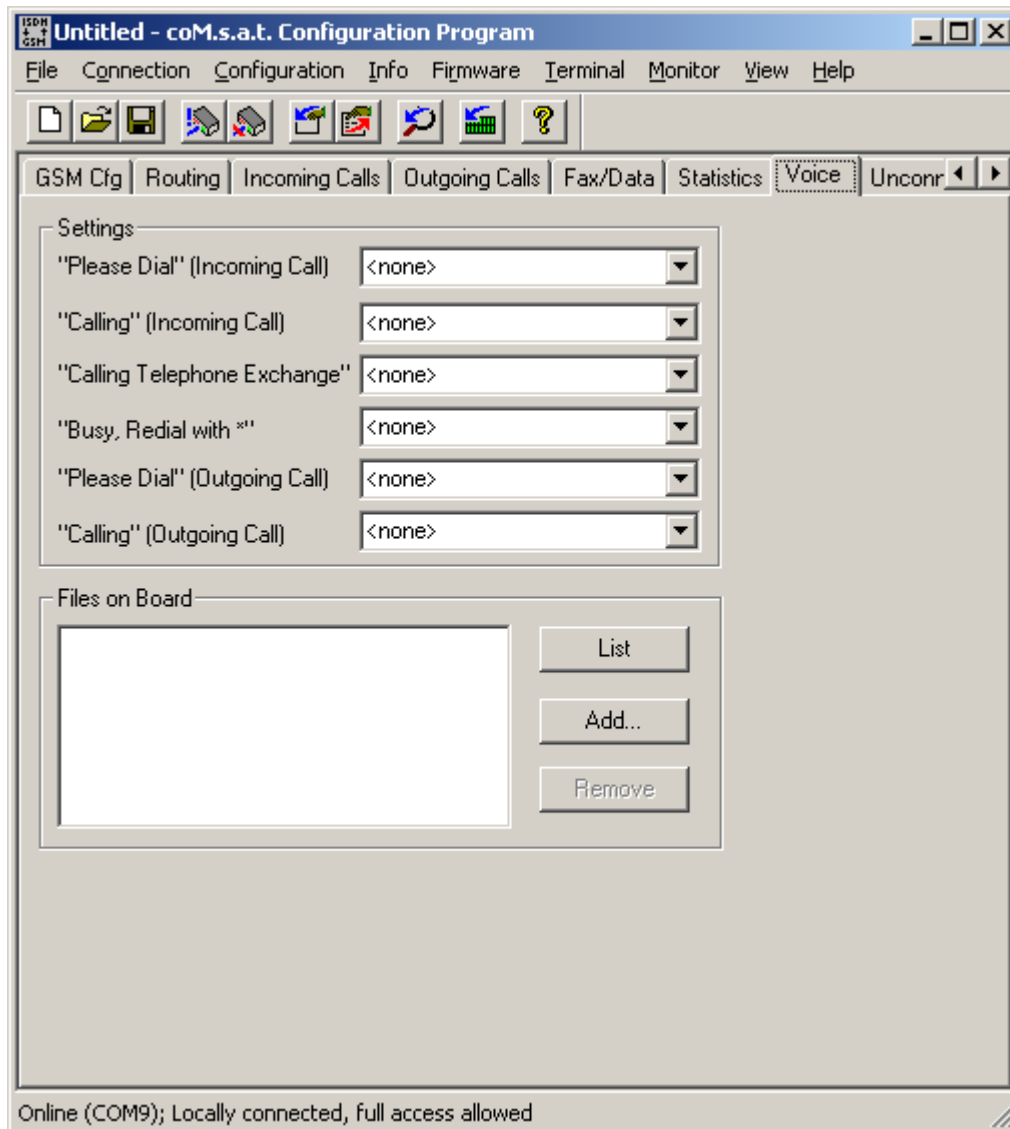 ISDN
GSM
Untitled - coM.s.a.t. Configuration Program
File Connection Configuration Info Firmware Terminal Monitor View Help
GSM Cfg Routing Incoming Calls Outgoing Calls Fax/Data Statistics Voice
Settings
"Please Dial" (Incoming Call) <none>
"Calling" (Incoming Call) <none>
"Calling Telephone Exchange" <none>
"Busy, Redial with *" <none>
"Please Dial" (Outgoing Call) <none>
"Calling" (Outgoing Call) <none>
Files on Board
List
Add...
Remove
Online (COM9); Locally connected, full access allowed